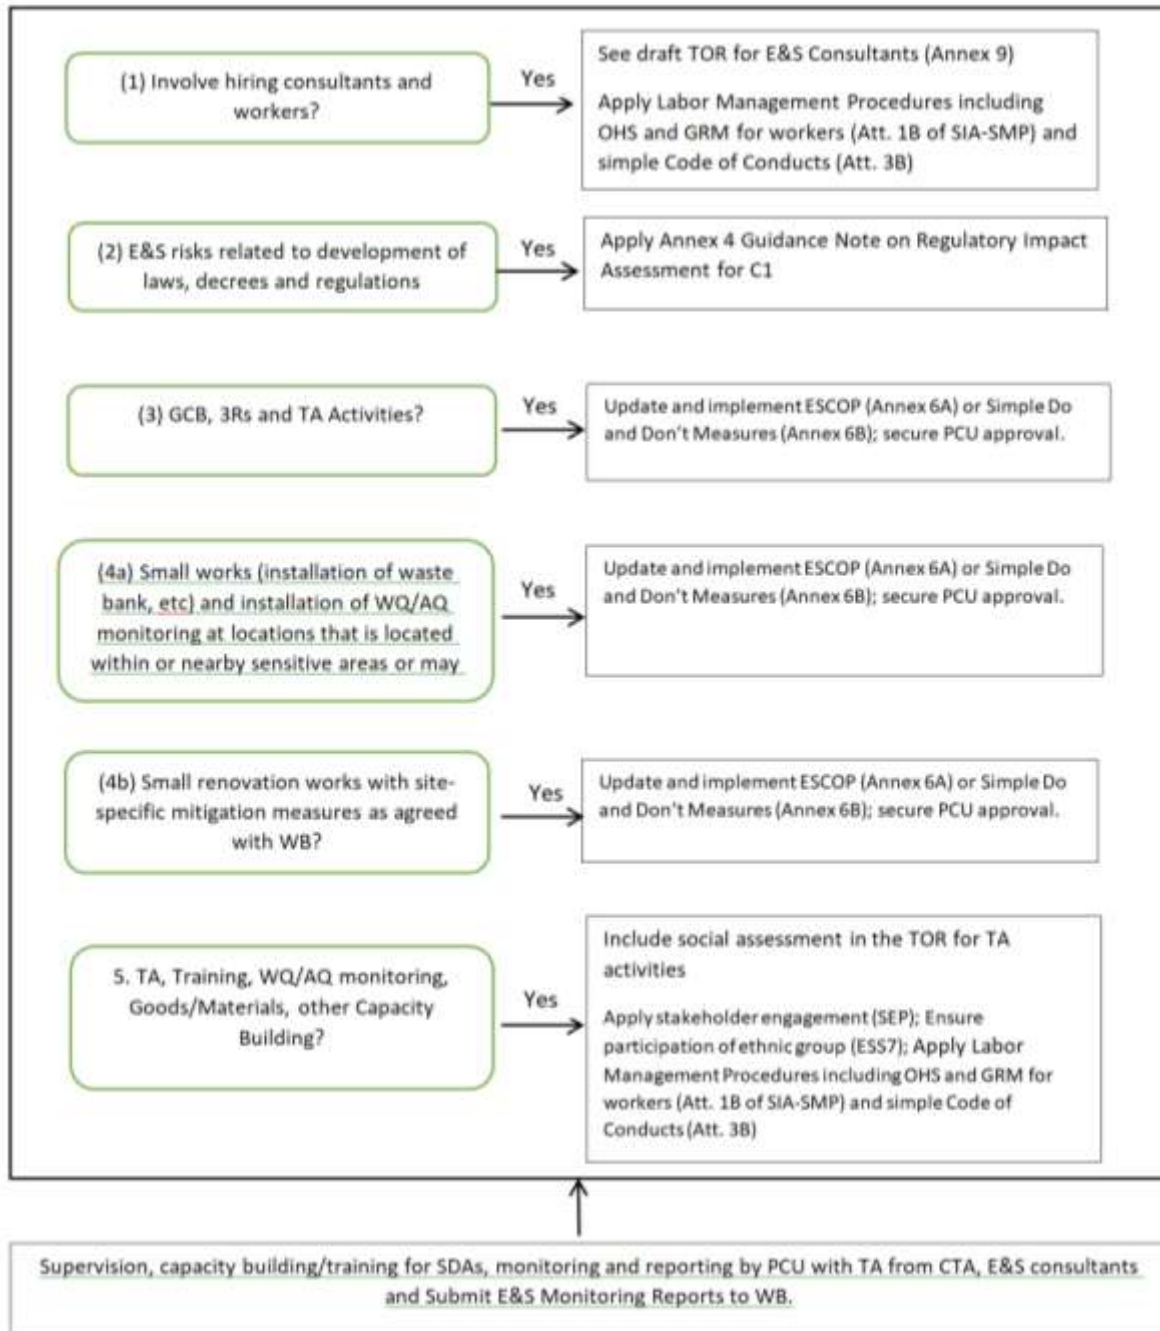 (1) Involve hiring consultants and
workers?
Yes
See draft TOR for E&S Consultants (Annex 9)
Apply Labor Management Procedures including
OHS and GRM for workers (Att. 1B of SIA-SMP) and
simple Code of Conducts (Att. 3B)
(2) E&S risks related to development of
laws, decrees and regulations
Yes
Apply Annex 4 Guidance Note on Regulatory Impact
Assessment for C1
(3) GCB, 3Rs and TA Activities?
Yes
Update and implement ESCOP (Annex 6A) or Simple Do
and Don't Measures (Annex 6B); secure PCU approval.
(4a) Small works (installation of waste
bank, etc) and installation of WQ/AQ
monitoring at locations that is located
within or nearby sensitive areas or may
Yes
Update and implement ESCOP (Annex 6A) or Simple Do
and Don't Measures (Annex 6B); secure PCU approval.
(4b) Small renovation works with site-
specific mitigation measures as agreed
with WB?
Yes
Update and implement ESCOP (Annex 6A) or Simple Do
and Don't Measures (Annex 6B); secure PCU approval.
5. TA, Training, WQ/AQ monitoring,
Goods/Materials, other Capacity
Building?
Yes
Include social assessment in the TOR for TA
activities
Apply stakeholder engagement (SEP); Ensure
participation of ethnic group (ESS7); Apply Labor
Management Procedures including OHS and GRM for
workers (Att. 1B of SIA-SMP) and simple Code of
Conducts (Att. 3B)
Supervision, capacity building/training for SDAs, monitoring and reporting by PCU with TA from CTA, E&S consultants
and Submit E&S Monitoring Reports to WB.